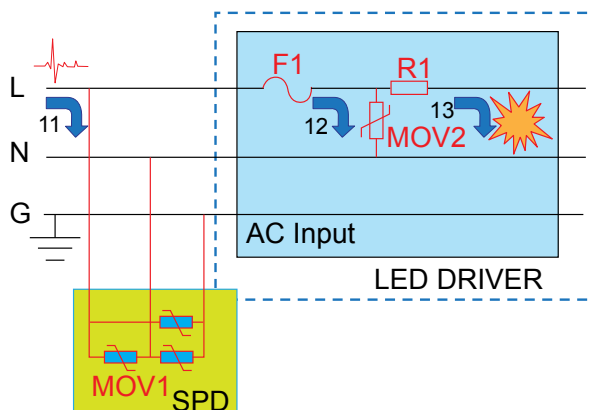 F1
L
R1
11
12
13
MOV2
N
G
AC Input
LED DRIVER
MOV1
SPD